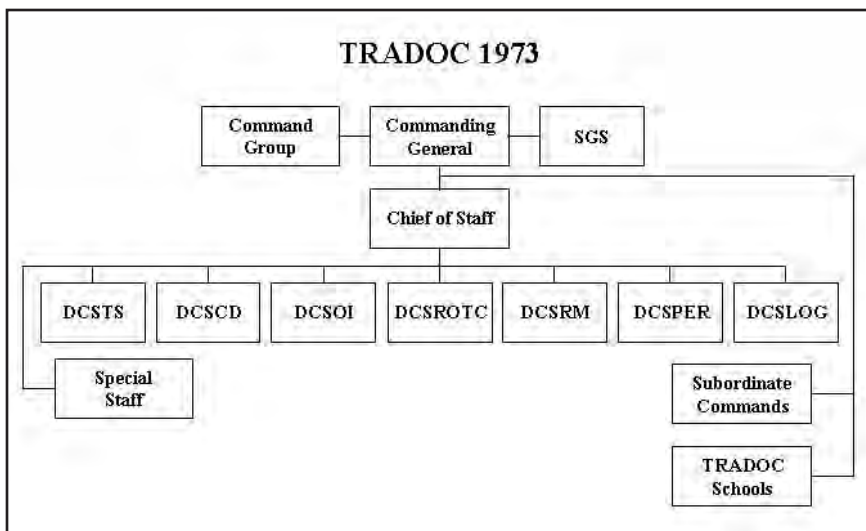 TRADOC 1973
Command
Group
Commanding
General
SGS
Chief of Staff
DCSTS
DCSCD
DCSOI
DCSROTC
DCSRM
DCSPER
DCSLOG
Special
Staff
Subordinate
Commands
TRADOC
Schools